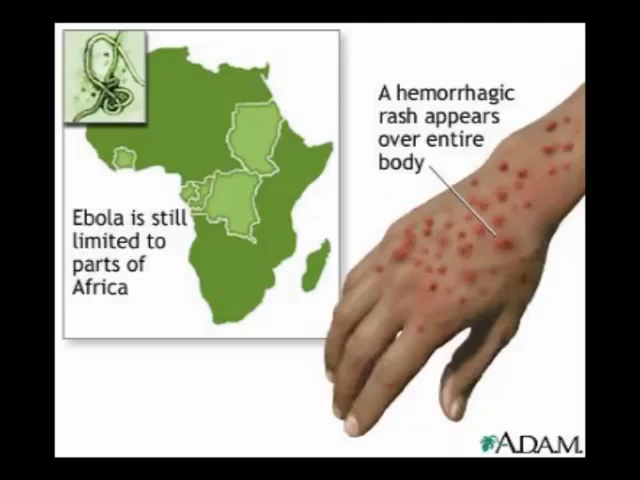 A hemorrhagic
rash appears
over entire
body
Ebola is still
limited to
parts of
Africa
A.D.A.M.